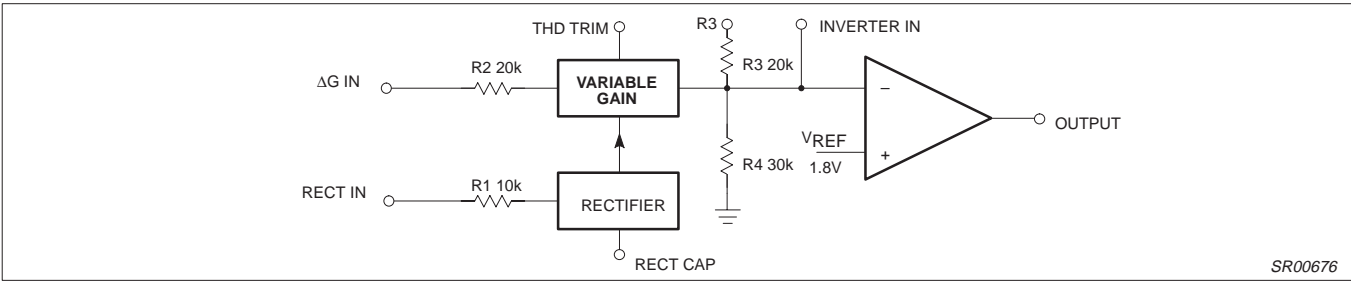 THD TRIM
R3
INVERTER IN
ΔG IN
R2 20k
VARIABLE
GAIN
R3 20k
−
+
OUTPUT
VREF
1.8V
R4 30k
RECT IN
R1 10k
RECTIFIER
RECT CAP
SR00676